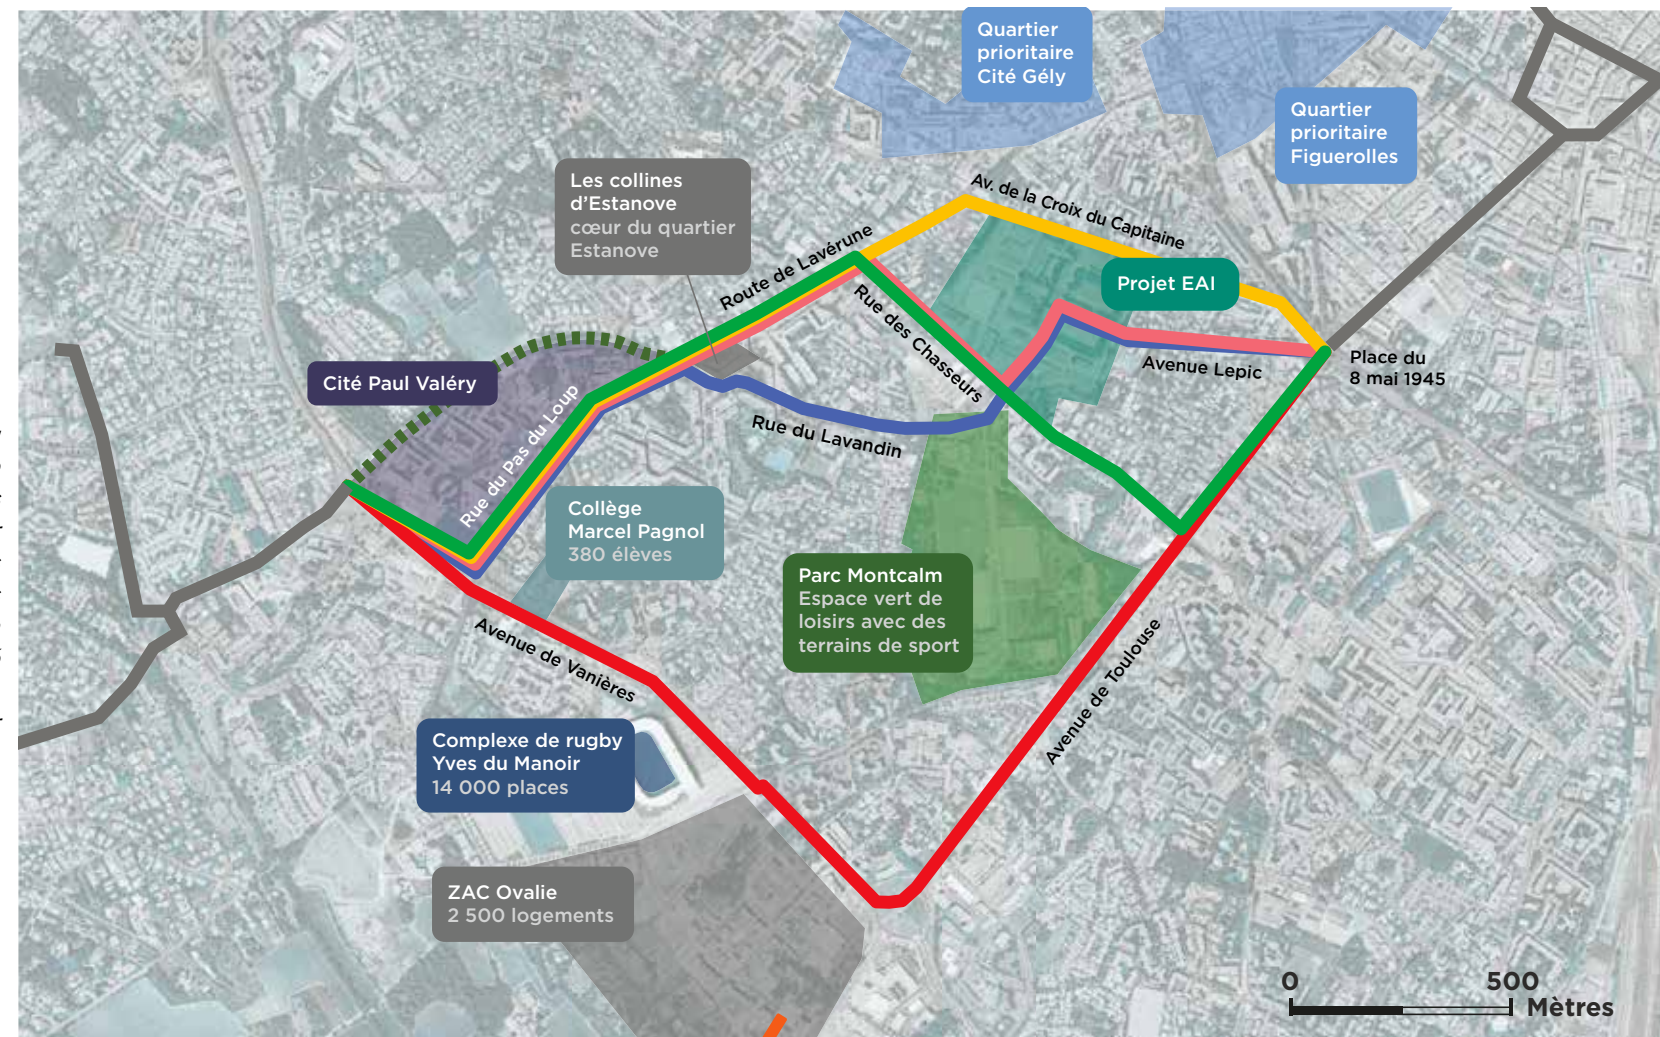 Quartier
prioritaire
Cité Gély
Quartier
prioritaire
Figuerolles
Les collines
d'Estanove
cœur du quartier
Estanove
Av. de la Croix du Capitaine
Route de Lavérune
Projet EAI
Rue des Chasseurs
Avenue Lepic
Place du
8 mai 1945
Cité Paul Valéry
Rue du Pas du Loup
Rue du Lavandin
Collège
Marcel Pagnol
380 élèves
Parc Montcalm
Espace vert de
loisirs avec des
terrains de sport
Avenue de Vanières
Avenue de Toulouse
Complexe de rugby
Yves du Manoir
14 000 places
ZAC Ovalie
2 500 logements
0 500
Mètres